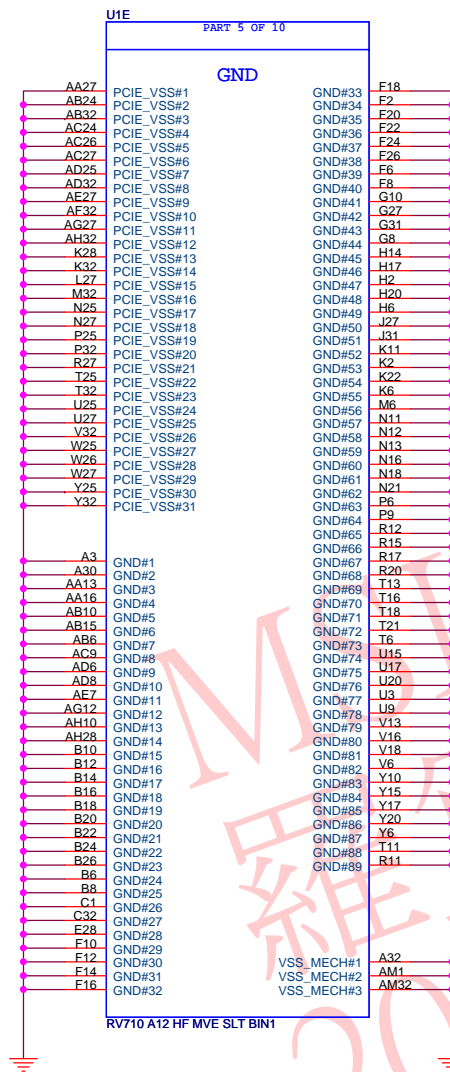 U1E
PART 5 OF 10
GND
AA27 PCIE_VSS#1 GND#33 F18
AB24 PCIE_VSS#2 GND#34 F2
AB32 PCIE_VSS#3 GND#35 F20
AC24 PCIE_VSS#4 GND#36 F22
AC26 PCIE_VSS#5 GND#37 F24
AC27 PCIE_VSS#6 GND#38 F26
AD25 PCIE_VSS#7 GND#39 F6
AD32 PCIE_VSS#8 GND#40 F8
AE27 PCIE_VSS#9 GND#41 G10
AF32 PCIE_VSS#10 GND#42 G27
AG27 PCIE_VSS#11 GND#43 G31
AH32 PCIE_VSS#12 GND#44 G8
K28 PCIE_VSS#13 GND#45 H14
K32 PCIE_VSS#14 GND#46 H17
L27 PCIE_VSS#15 GND#47 H2
M32 PCIE_VSS#16 GND#48 H20
N25 PCIE_VSS#17 GND#49 H6
N27 PCIE_VSS#18 GND#50 J27
P25 PCIE_VSS#19 GND#51 J31
P32 PCIE_VSS#20 GND#52 K11
R27 PCIE_VSS#21 GND#53 K2
T25 PCIE_VSS#22 GND#54 K22
T32 PCIE_VSS#23 GND#55 K6
U25 PCIE_VSS#24 GND#56 M6
U27 PCIE_VSS#25 GND#57 N11
V32 PCIE_VSS#26 GND#58 N12
W25 PCIE_VSS#27 GND#59 N13
W26 PCIE_VSS#28 GND#60 N16
W27 PCIE_VSS#29 GND#61 N18
Y25 PCIE_VSS#30 GND#62 N21
Y32 PCIE_VSS#31 GND#63 P6
GND#64 P9
GND#65 R12
GND#66 R15
A3 GND#1 GND#67 R17
A30 GND#2 GND#68 R20
AA13 GND#3 GND#69 T13
AA16 GND#4 GND#70 T16
AB10 GND#5 GND#71 T18
AB15 GND#6 GND#72 T21
AB6 GND#7 GND#73 T6
AC9 GND#8 GND#74 U15
AD6 GND#9 GND#75 U17
AD8 GND#10 GND#76 U20
AE7 GND#11 GND#77 U3
AG12 GND#12 GND#78 U9
AH10 GND#13 GND#79 V13
AH28 GND#14 GND#80 V16
B10 GND#15 GND#81 V18
B12 GND#16 GND#82 V6
B14 GND#17 GND#83 Y10
B16 GND#18 GND#84 Y15
B18 GND#19 GND#85 Y17
B20 GND#20 GND#86 Y20
B22 GND#21 GND#87 Y6
B24 GND#22 GND#88 T11
B26 GND#23 GND#89 R11
B6 GND#24
B8 GND#25
C1 GND#26
C32 GND#27
E28 GND#28
F10 GND#29
F12 GND#30 VSS_MECH#1 A32
F14 GND#31 VSS_MECH#2 AM1
F16 GND#32 VSS_MECH#3 AM32
RV710 A12 HF MVE SLT BIN1
MSI
羅
20